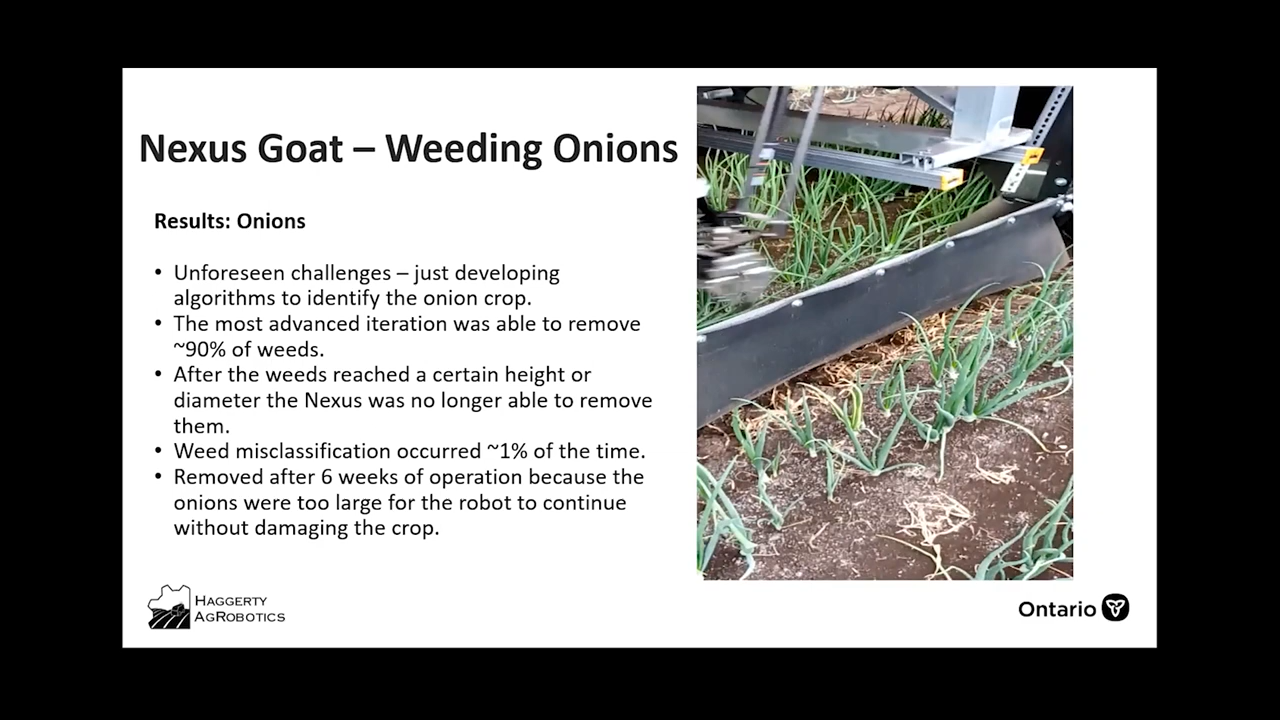 Nexus Goat – Weeding Onions
Results: Onions
• Unforeseen challenges – just developing
algorithms to identify the onion crop.
• The most advanced iteration was able to remove
~90% of weeds.
• After the weeds reached a certain height or
diameter the Nexus was no longer able to remove
them.
• Weed misclassification occurred ~1% of the time.
• Removed after 6 weeks of operation because the
onions were too large for the robot to continue
without damaging the crop.
HAGGERTY
AGROBOTICS
Ontario